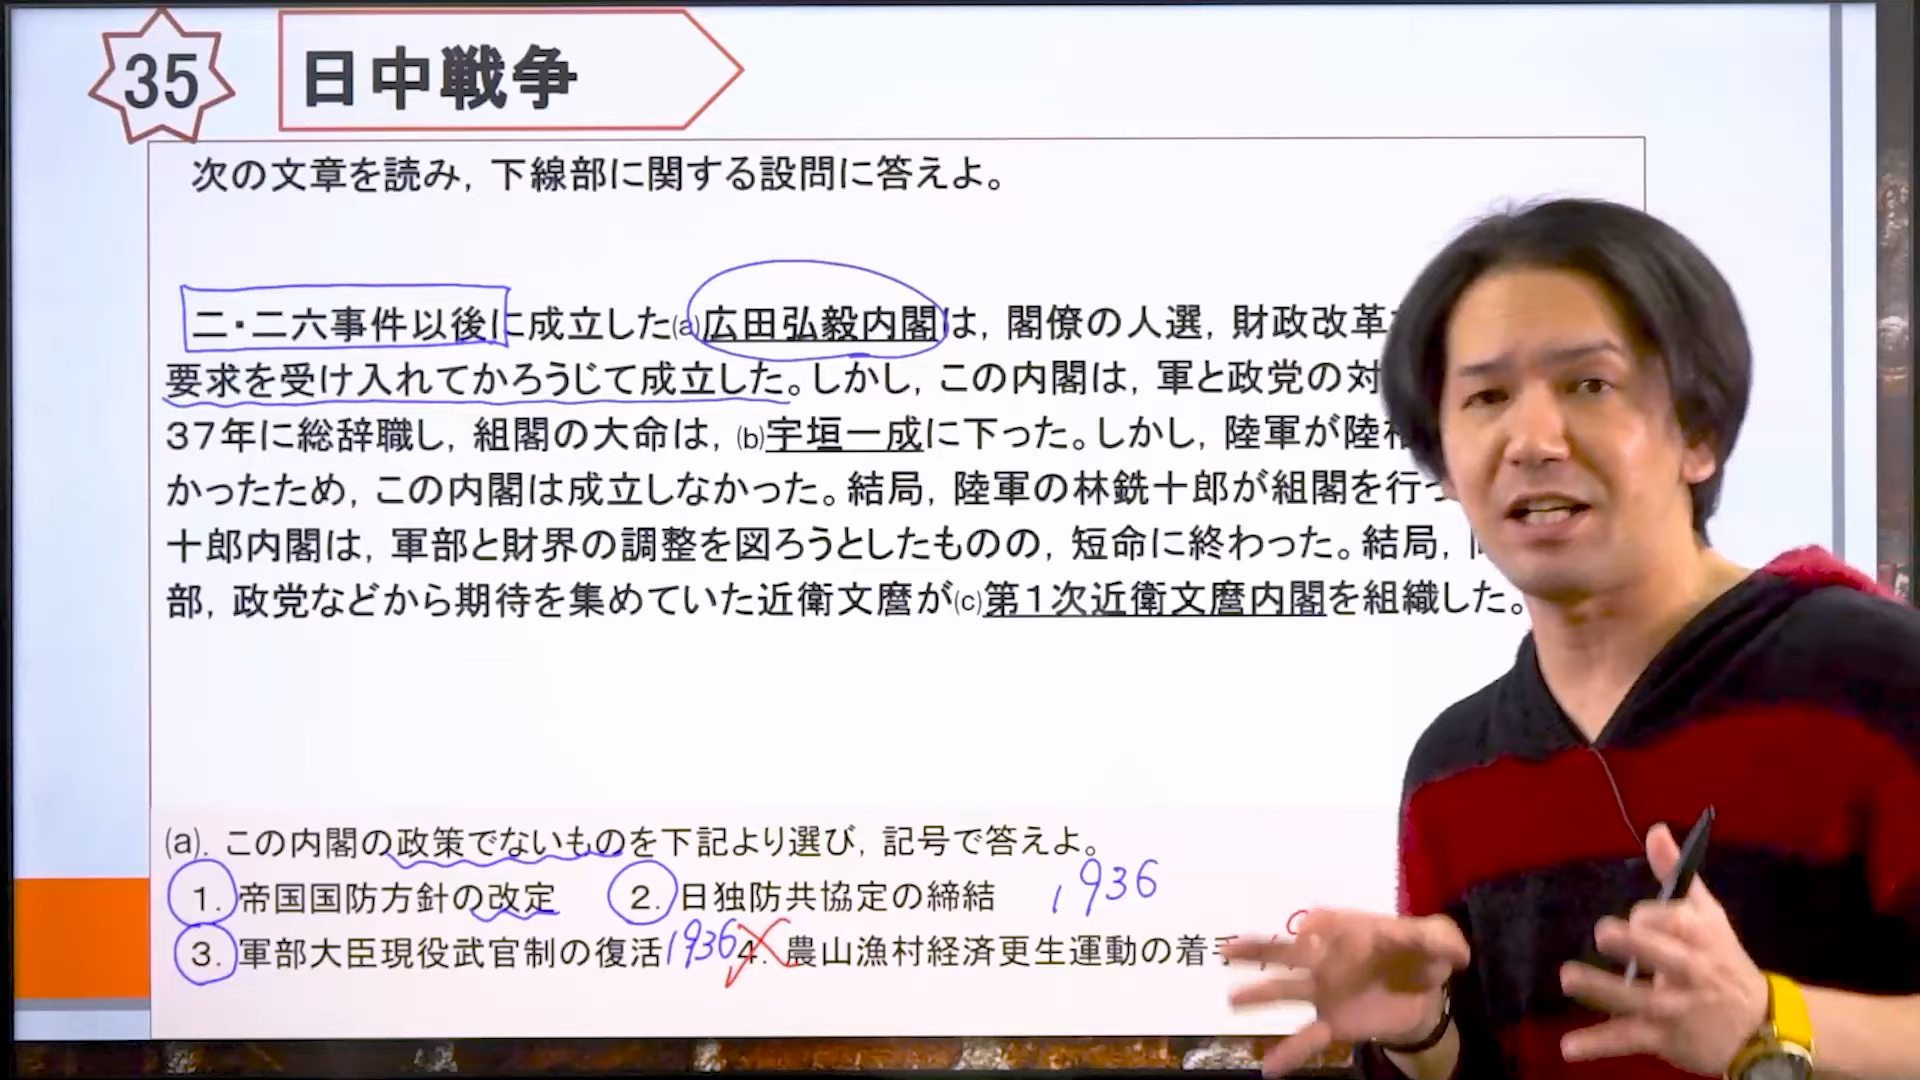 35
日中戦争
次の文章を読み，下線部に関する設問に答えよ。
二・二六事件以後に成立した(a)広田弘毅内閣は，閣僚の人選，財政改革
要求を受け入れてかろうじて成立した。しかし，この内閣は，軍と政党の対
37年に総辞職し，組閣の大命は，(b)宇垣一成に下った。しかし，陸軍が陸
かったため，この内閣は成立しなかった。結局，陸軍の林銑十郎が組閣を行っ
十郎内閣は，軍部と財界の調整を図ろうとしたものの，短命に終わった。結局，
部，政党などから期待を集めていた近衛文麿が(c)第1次近衛文麿内閣を組織した。
(a). この内閣の政策でないものを下記より選び，記号で答えよ。
1. 帝国国防方針の改定 2. 日独防共協定の締結 1936
3. 軍部大臣現役武官制の復活 1936 4. 農山漁村経済更生運動の着手